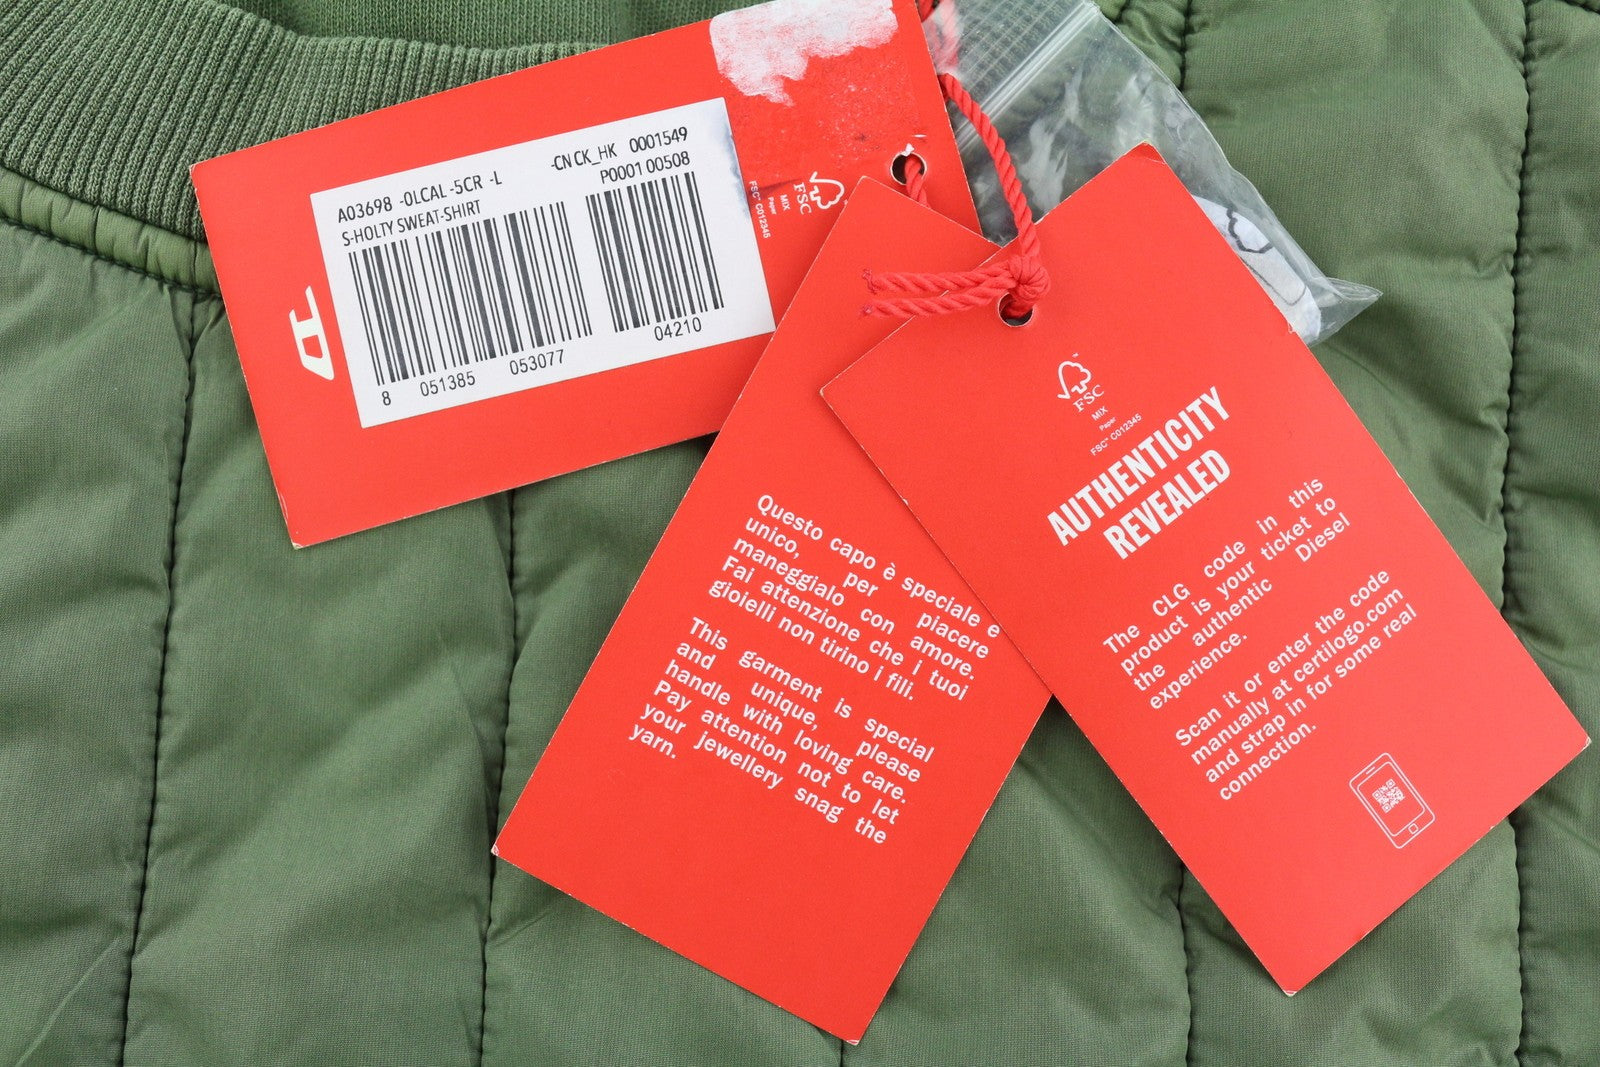 A03698 -0LCAL -5CR -L
-CN CK_HK 0001549
S-HOLTY SWEAT-SHIRT
P0001 00508
8 051385 053077
04210
FSC
MIX
Paper
FSC™ C012345
Questo capo è speciale e
unico, per piacere
maneggialo con amore.
Fai attenzione che i tuoi
gioielli non tirino i fili.
This garment is special
and unique, please
handle with loving care.
Pay attention not to let
your jewellery snag the
yarn.
FSC
MIX
Paper
FSC™ C012345
AUTHENTICITY
REVEALED
The CLG code in this
product is your ticket to
the authentic Diesel
experience.
Scan it or enter the code
manually at certilogo.com
and strap in for some real
connection.